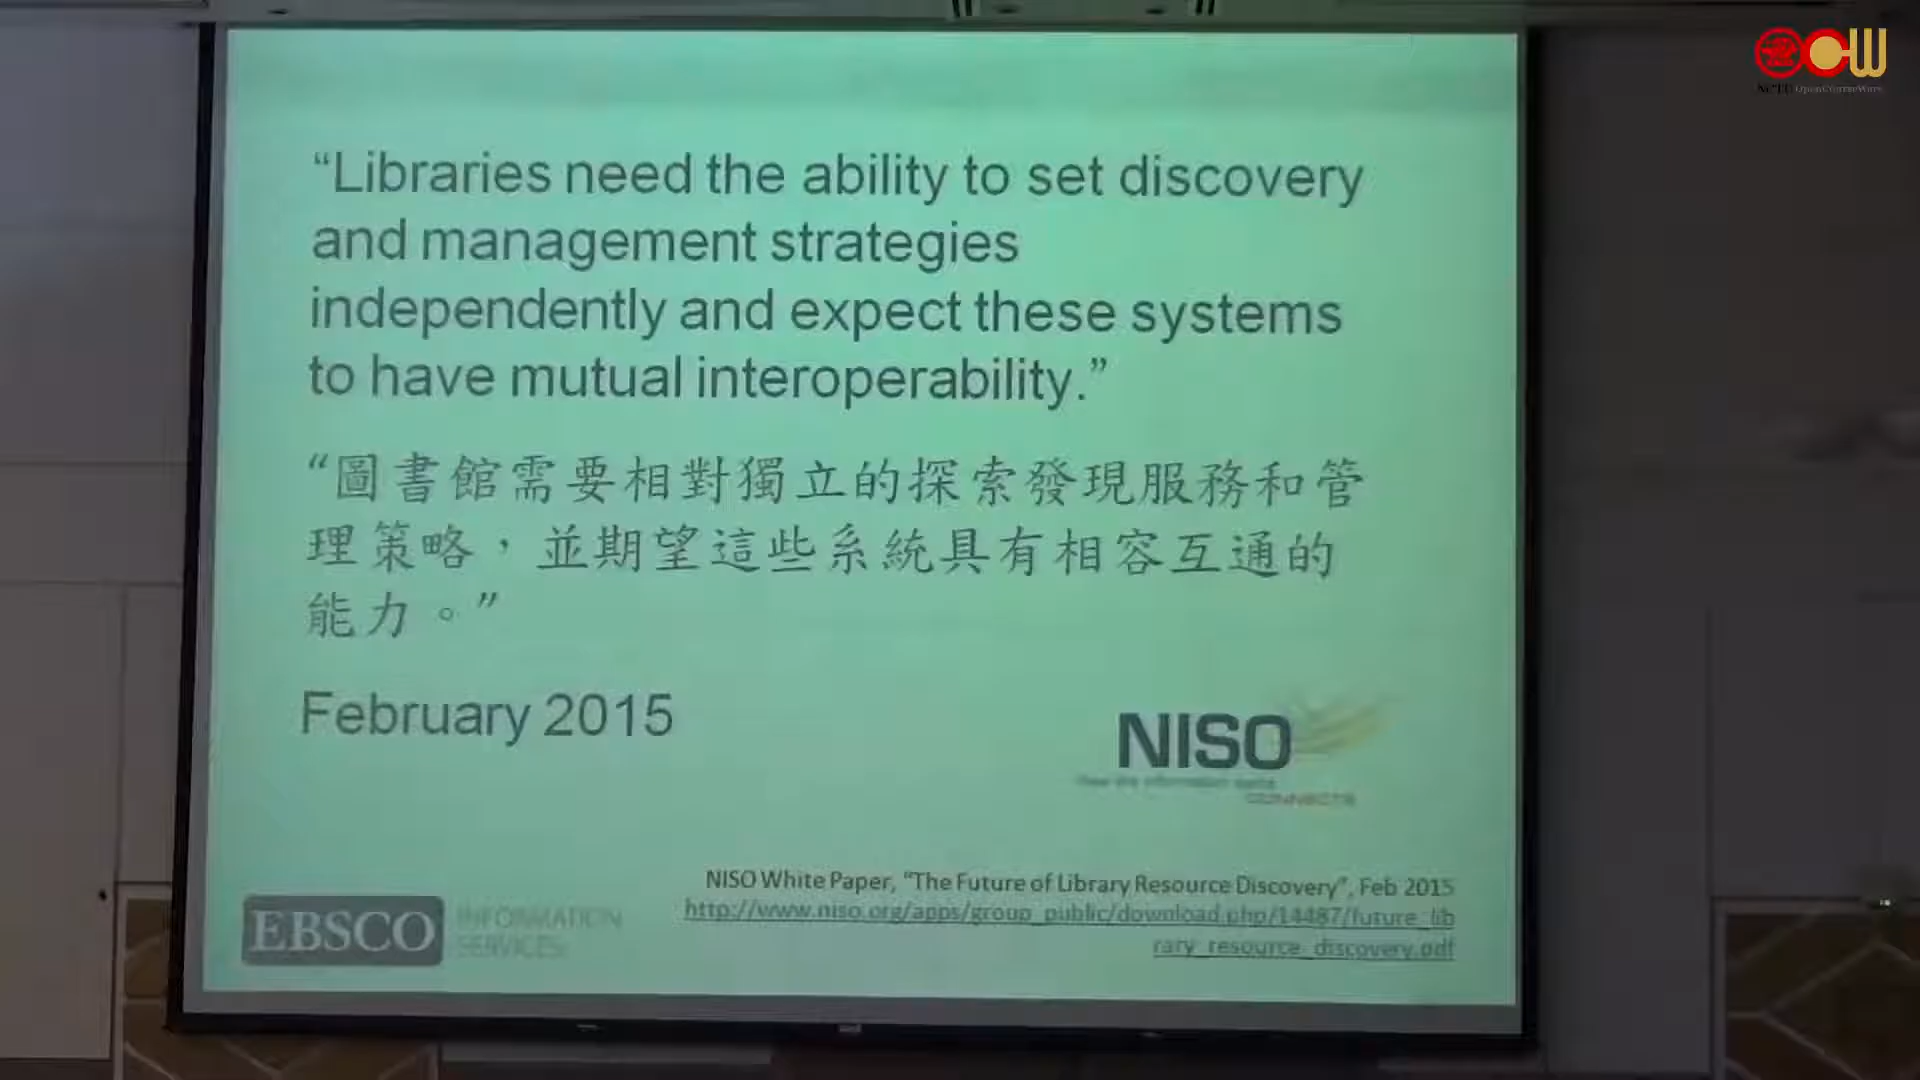 “Libraries need the ability to set discovery
and management strategies
independently and expect these systems
to have mutual interoperability.”
“圖書館需要相對獨立的探索發現服務和管
理策略，並期望這些系統具有相容互通的
能力。”
February 2015
NISO
CONNECTS
NISO White Paper, “The Future of Library Resource Discovery”, Feb 2015
http://www.niso.org/apps/group_public/download.php/14487/future_lib
rary_resource_discovery.pdf
EBSCO
INFORMATION
SERVICES
OpenCourseWare